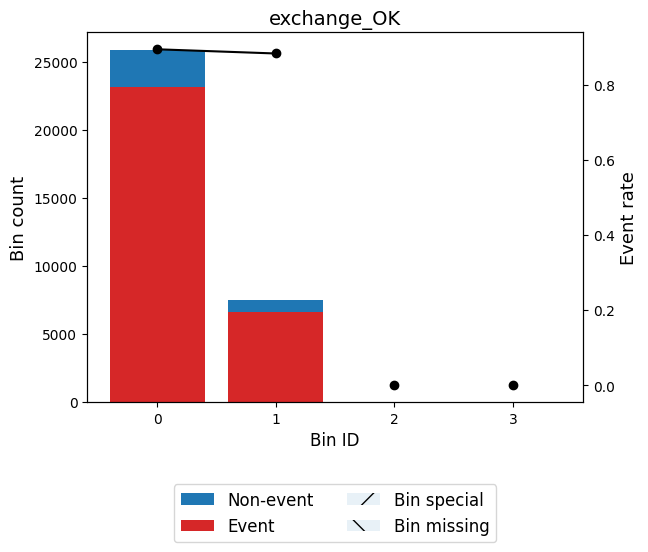 exchange_OK
Bin count
25000
20000
15000
10000
5000
0
0.8
0.6
0.4
0.2
0.0
Event rate
0 1 2 3
Bin ID
Non-event Bin special
Event Bin missing